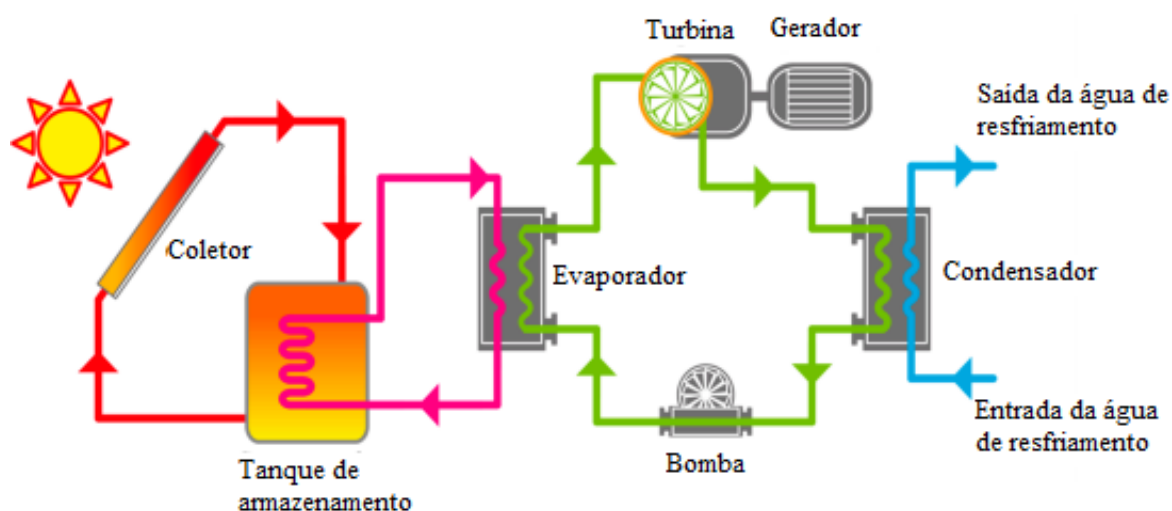 Turbina
Gerador
Saída da água de
resfriamento
Coletor
Evaporador
Condensador
Entrada da água
de resfriamento
Bomba
Tanque de
armazenamento